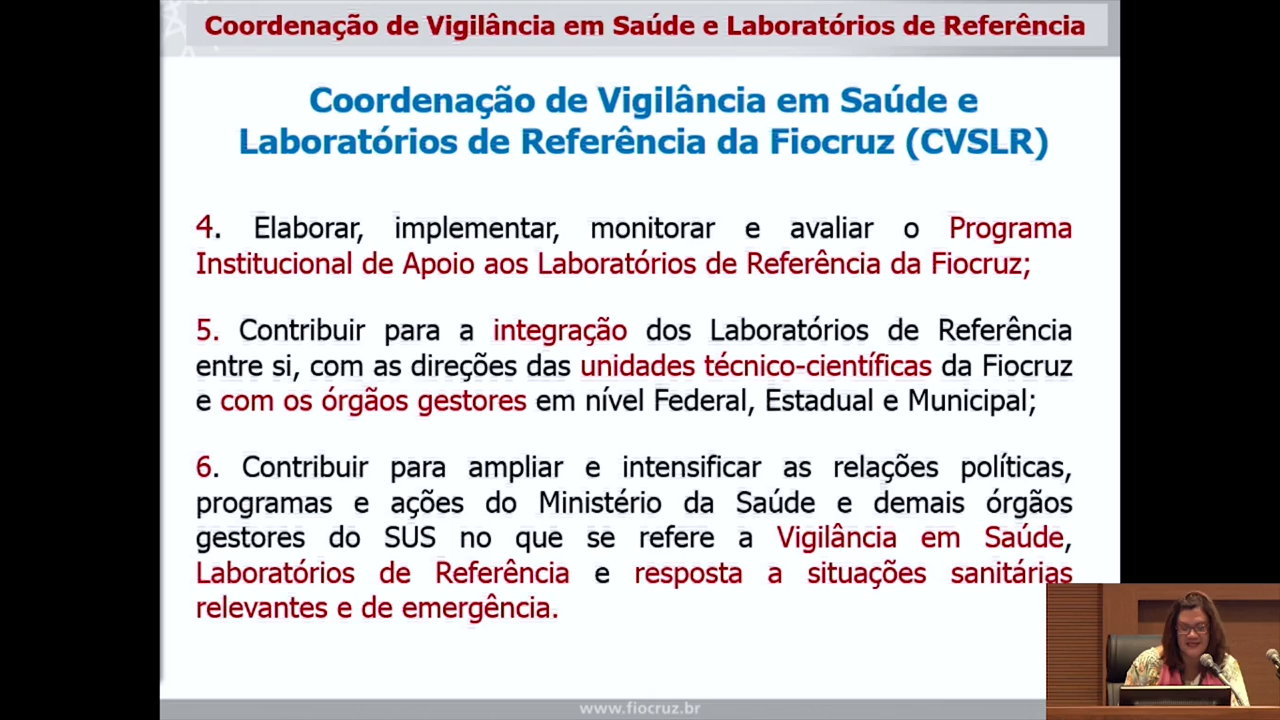 Coordenação de Vigilância em Saúde e Laboratórios de Referência
Coordenação de Vigilância em Saúde e
Laboratórios de Referência da Fiocruz (CVSLR)
4. Elaborar, implementar, monitorar e avaliar o Programa
Institucional de Apoio aos Laboratórios de Referência da Fiocruz;
5. Contribuir para a integração dos Laboratórios de Referência
entre si, com as direções das unidades técnico-científicas da Fiocruz
e com os órgãos gestores em nível Federal, Estadual e Municipal;
6. Contribuir para ampliar e intensificar as relações políticas,
programas e ações do Ministério da Saúde e demais órgãos
gestores do SUS no que se refere a Vigilância em Saúde,
Laboratórios de Referência e resposta a situações sanitárias
relevantes e de emergência.
www.fiocruz.br